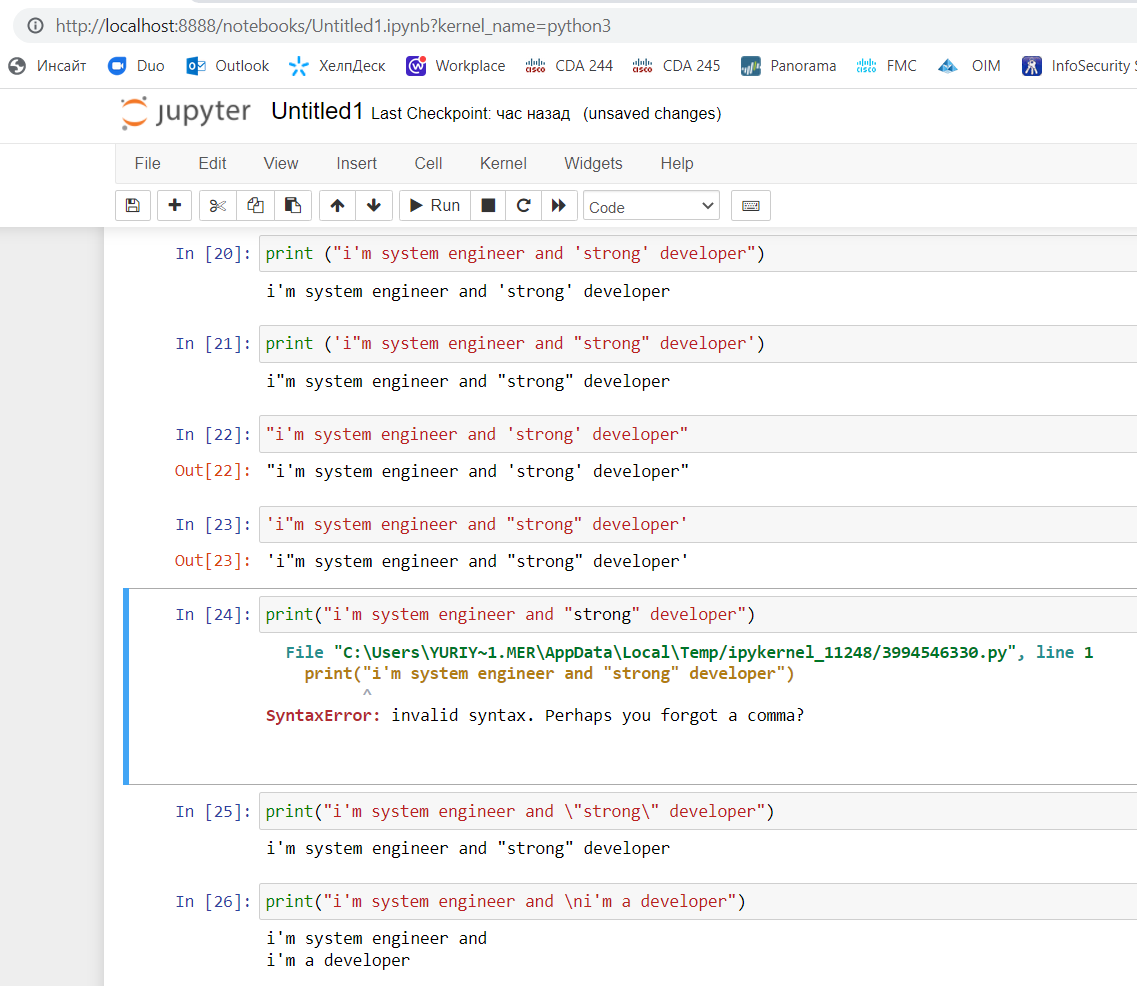 http://localhost:8888/notebooks/Untitled1.ipynb?kernel_name=python3
Инсайт Duo Outlook ХелпДеск Workplace CDA 244 CDA 245 Panorama FMC OIM InfoSecurity S
jupyter Untitled1 Last Checkpoint: час назад (unsaved changes)
File Edit View Insert Cell Kernel Widgets Help
Run Code
In [20]: print ("i'm system engineer and 'strong' developer")
i'm system engineer and 'strong' developer
In [21]: print ('i"m system engineer and "strong" developer')
i"m system engineer and "strong" developer
In [22]: "i'm system engineer and 'strong' developer"
Out[22]: "i'm system engineer and 'strong' developer"
In [23]: 'i"m system engineer and "strong" developer'
Out[23]: 'i"m system engineer and "strong" developer'
In [24]: print("i'm system engineer and "strong" developer")
File "C:\Users\YURIY~1.MER\AppData\Local\Temp/ipykernel_11248/3994546330.py", line 1
print("i'm system engineer and "strong" developer")
^
SyntaxError: invalid syntax. Perhaps you forgot a comma?
In [25]: print("i'm system engineer and \"strong\" developer")
i'm system engineer and "strong" developer
In [26]: print("i'm system engineer and \ni'm a developer")
i'm system engineer and
i'm a developer